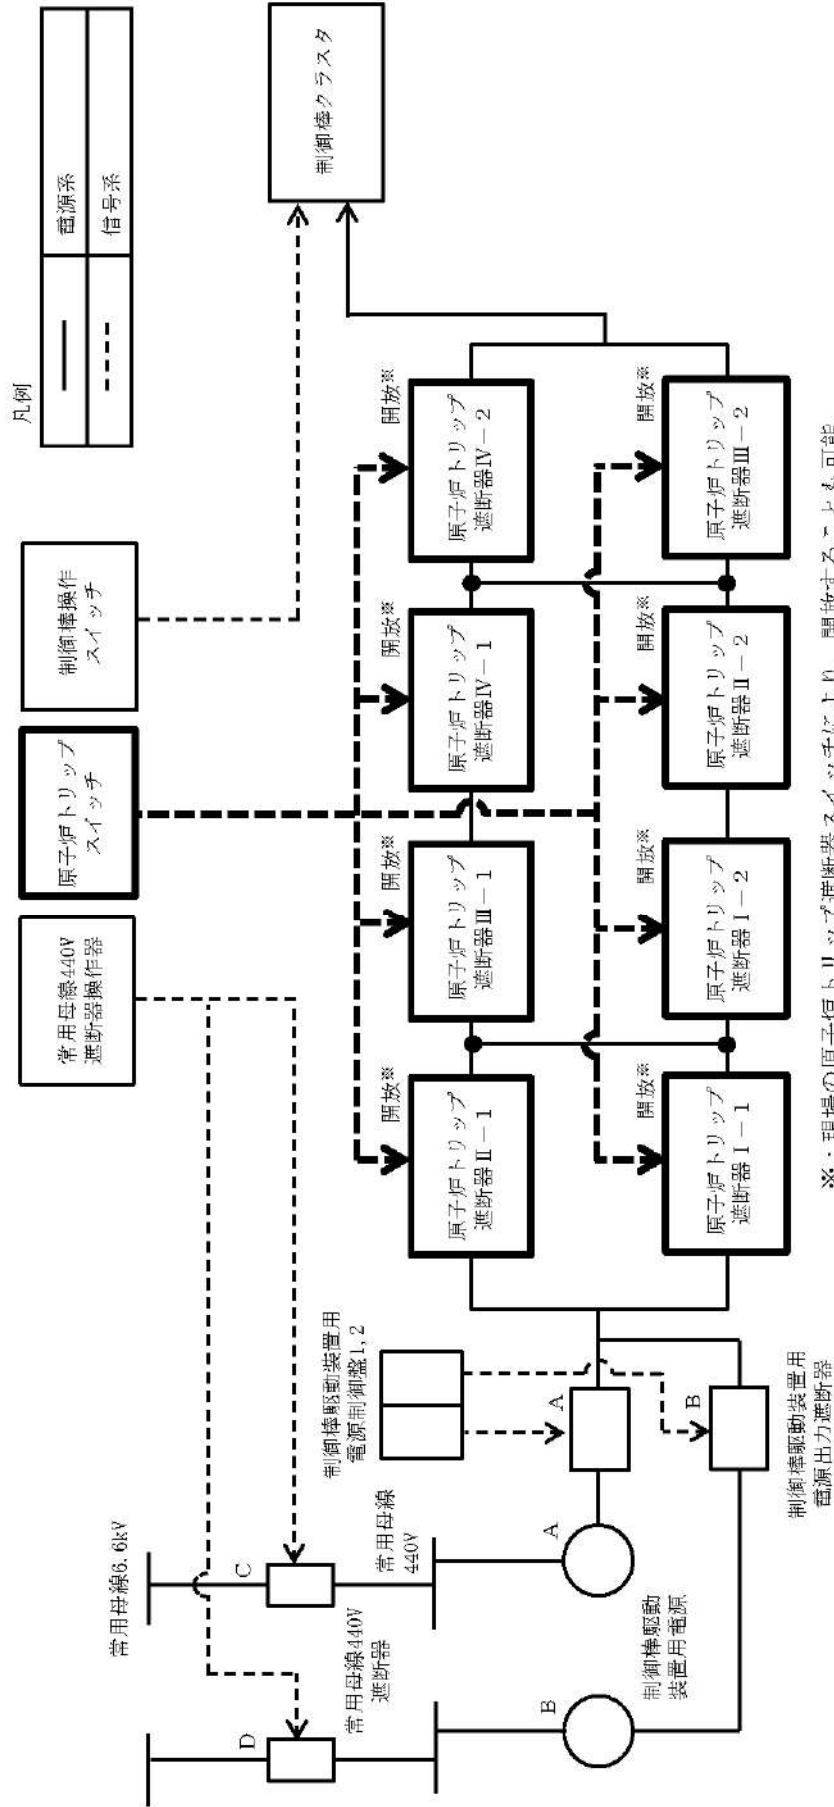 凡例
電源系
信号系
常用母線440V
遮断器操作器
原子炉トリップ
スイッチ
制御棒操作
スイッチ
制御棒クラスタ
常用母線6.6kV
D
C
常用母線440V
遮断器
常用母線
440V
制御棒駆動装置用
電源制御盤1,2
B
A
制御棒駆動
装置用電源
A
B
制御棒駆動装置用
電源出力遮断器
開放※
開放※
開放※
開放※
原子炉トリップ
遮断器Ⅱ－1
原子炉トリップ
遮断器Ⅲ－1
原子炉トリップ
遮断器Ⅳ－1
原子炉トリップ
遮断器Ⅳ－2
開放※
開放※
開放※
開放※
原子炉トリップ
遮断器Ⅰ－1
原子炉トリップ
遮断器Ⅰ－2
原子炉トリップ
遮断器Ⅱ－2
原子炉トリップ
遮断器Ⅲ－2
※：現場の原子炉トリップ遮断器スイッチにより、開放することも可能